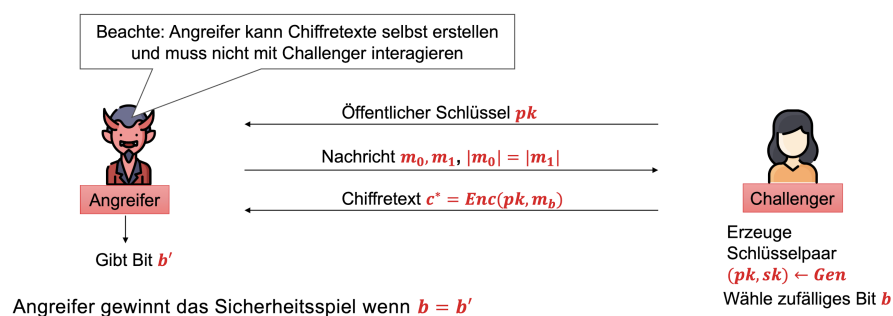 Beachte: Angreifer kann Chiffretexte selbst erstellen
und muss nicht mit Challenger interagieren
Öffentlicher Schlüssel pk
Nachricht m₀, m₁, |m₀| = |m₁|
Chiffretext c* = Enc(pk, m_b)
Angreifer
Challenger
Gibt Bit b′
Erzeuge
Schlüsselpaar
(pk, sk) ← Gen
Wähle zufälliges Bit b
Angreifer gewinnt das Sicherheitsspiel wenn b = b′